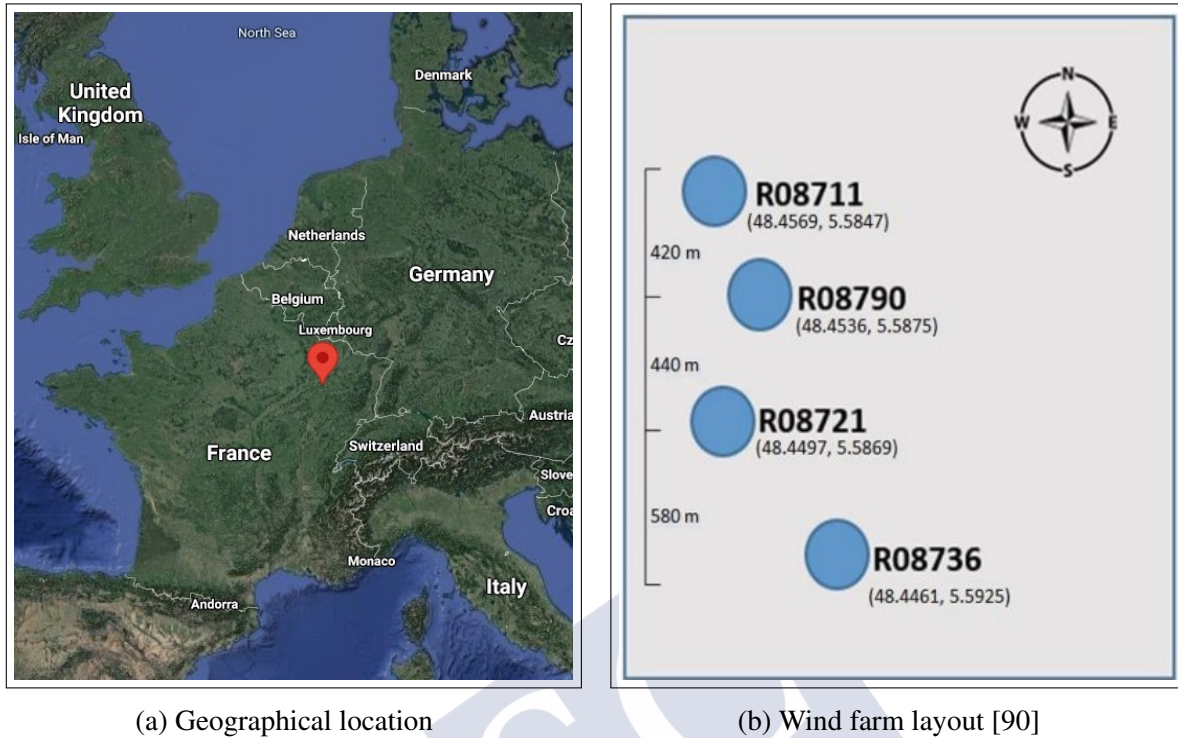 North Sea
Denmark
United
Kingdom
Isle of Man
Netherlands
Germany
Belgium
Luxembourg
Cz
France
Austria
Switzerland
Slove
Croa
Monaco
Italy
Andorra
(a) Geographical location
N
W
E
S
R08711
(48.4569, 5.5847)
420 m
R08790
(48.4536, 5.5875)
440 m
R08721
(48.4497, 5.5869)
580 m
R08736
(48.4461, 5.5925)
(b) Wind farm layout [90]